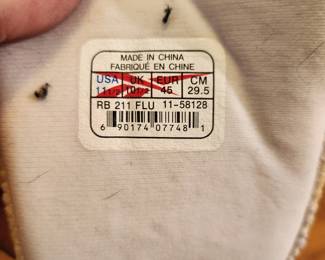 MADE IN CHINA
FABRIQUÉ EN CHINE
USA UK EUR CM
11½ 10½ 45 29.5
RB 211 FLU 11-58128
6 90174 07748 1